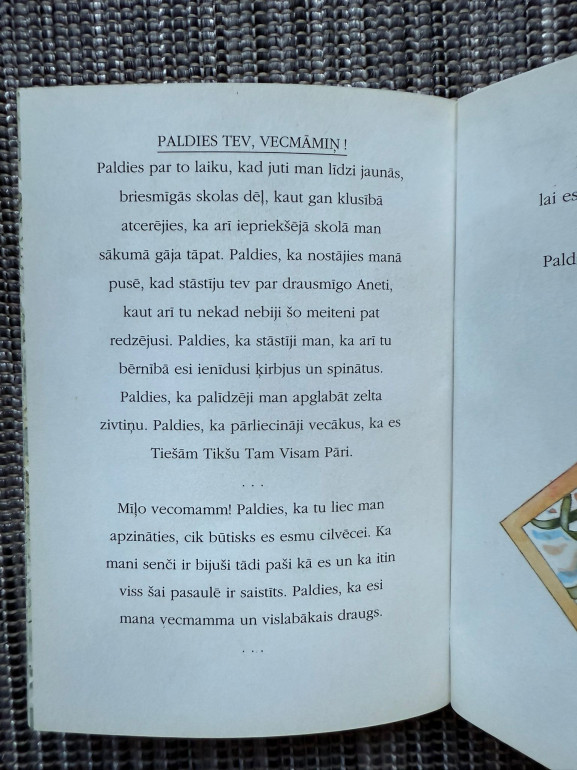 PALDIES TEV, VECMĀMIŅ!
Paldies par to laiku, kad juti man līdzi jaunās,
briesmīgās skolas dēļ, kaut gan klusībā
atcerējies, ka arī iepriekšējā skolā man
sākumā gāja tāpat. Paldies, ka nostājies manā
pusē, kad stāstīju tev par drausmīgo Aneti,
kaut arī tu nekad nebiji šo meiteni pat
redzējusi. Paldies, ka stāstīji man, ka arī tu
bērnībā esi ienīdusi ķirbjus un spinātus.
Paldies, ka palīdzēji man apglabāt zelta
zivtiņu. Paldies, ka pārliecināji vecākus, ka es
Tiešām Tikšu Tam Visam Pāri.
. . .
Mīļo vecomamm! Paldies, ka tu liec man
apzināties, cik būtisks es esmu cilvēcei. Ka
mani senči ir bijuši tādi paši kā es un ka itin
viss šai pasaulē ir saistīts. Paldies, ka esi
mana vecmamma un vislabākais draugs.
. . .
lai es
Pald